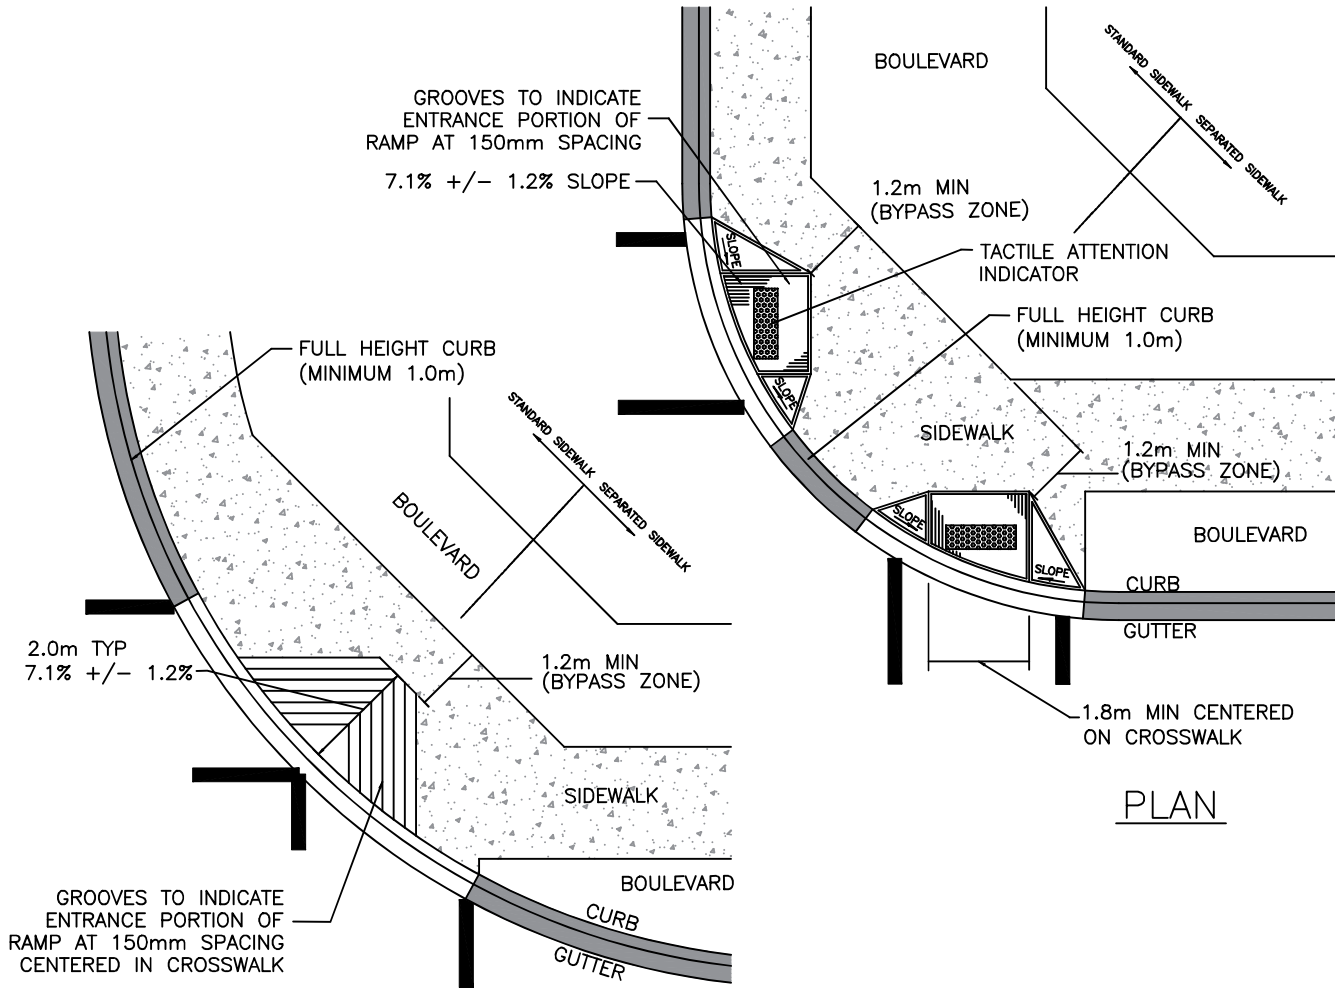 BOULEVARD
STANDARD SIDEWALK SEPARATED SIDEWALK
GROOVES TO INDICATE
ENTRANCE PORTION OF
RAMP AT 150mm SPACING
7.1% +/- 1.2% SLOPE
1.2m MIN
(BYPASS ZONE)
TACTILE ATTENTION
INDICATOR
SLOPE
SLOPE
FULL HEIGHT CURB
(MINIMUM 1.0m)
SIDEWALK
1.2m MIN
(BYPASS ZONE)
SLOPE
SLOPE
BOULEVARD
CURB
GUTTER
1.8m MIN CENTERED
ON CROSSWALK
PLAN
FULL HEIGHT CURB
(MINIMUM 1.0m)
STANDARD SIDEWALK SEPARATED SIDEWALK
BOULEVARD
2.0m TYP
7.1% +/- 1.2%
1.2m MIN
(BYPASS ZONE)
SIDEWALK
BOULEVARD
CURB
GUTTER
GROOVES TO INDICATE
ENTRANCE PORTION OF
RAMP AT 150mm SPACING
CENTERED IN CROSSWALK